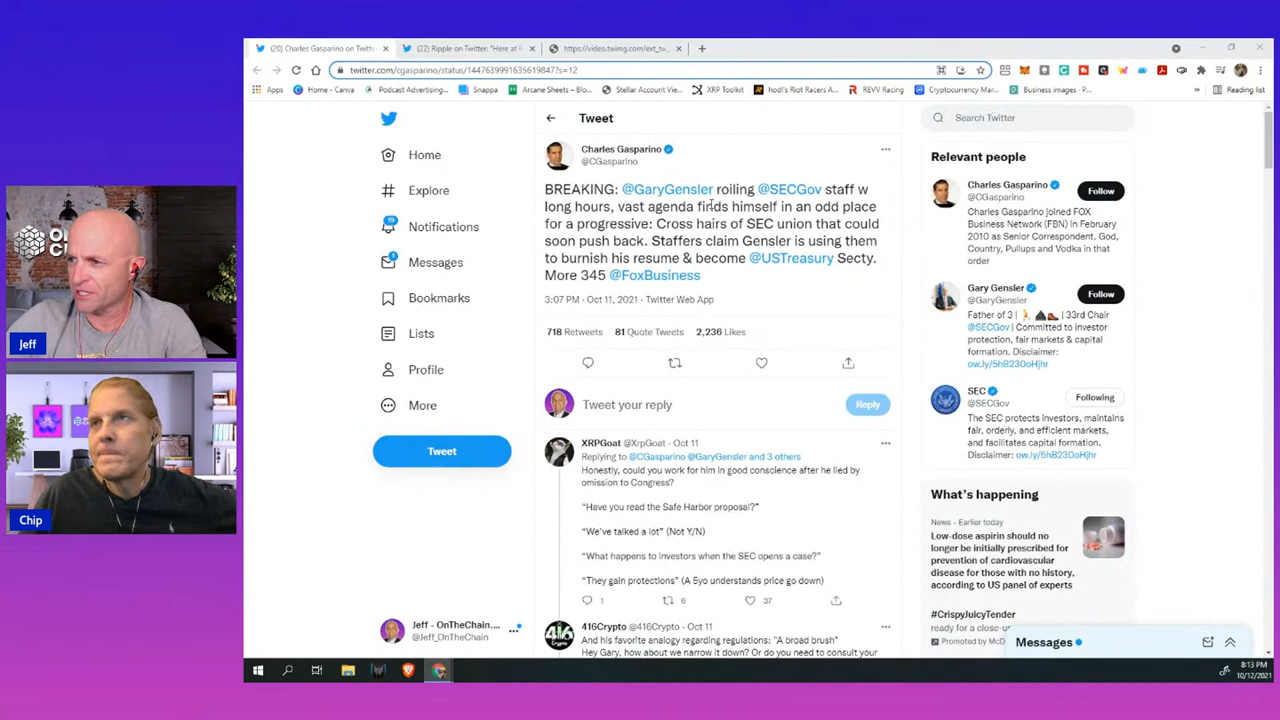 (20) Charles Gasparino on Twitte
(22) Ripple on Twitter: "Here at R
https://video.twimg.com/ext_tw_
twitter.com/cgasparino/status/1447639991635619847?s=12
Apps
Home - Canva
Podcast Advertising...
Snappa
Arcane Sheets – Blo...
Stellar Account Vie...
XRP Toolkit
hodl's Riot Racers A...
REVV Racing
Cryptocurrency Mar...
Business images · P...
Reading list
Home
Explore
19
Notifications
1
Messages
Bookmarks
Lists
Profile
More
Tweet
Jeff - OnTheChain....
@Jeff_OnTheChain
Tweet
Charles Gasparino
@CGasparino
BREAKING: @GaryGensler roiling @SECGov staff w
long hours, vast agenda finds himself in an odd place
for a progressive: Cross hairs of SEC union that could
soon push back. Staffers claim Gensler is using them
to burnish his resume & become @USTreasury Secty.
More 345 @FoxBusiness
3:07 PM · Oct 11, 2021 · Twitter Web App
718 Retweets 81 Quote Tweets 2,236 Likes
Tweet your reply
Reply
XRPGoat @XrpGoat · Oct 11
Replying to @CGasparino @GaryGensler and 3 others
Honestly, could you work for him in good conscience after he lied by
omission to Congress?
"Have you read the Safe Harbor proposal?"
"We've talked a lot" (Not Y/N)
"What happens to investors when the SEC opens a case?"
"They gain protections" (A 5yo understands price go down)
1 6 37
416Crypto @416Crypto · Oct 11
And his favorite analogy regarding regulations: "A broad brush"
Hey Gary, how about we narrow it down? Or do you need to consult your
Search Twitter
Relevant people
Charles Gasparino
@CGasparino
Follow
Charles Gasparino joined FOX
Business Network (FBN) in February
2010 as Senior Correspondent. God,
Country, Pullups and Vodka in that
order
Gary Gensler
@GaryGensler
Follow
Father of 3 | 33rd Chair
@SECGov | Committed to investor
protection, fair markets & capital
formation. Disclaimer:
ow.ly/5hB230oHjhr
SEC
@SECGov
Following
The SEC protects investors, maintains
fair, orderly, and efficient markets,
and facilitates capital formation.
Disclaimer: ow.ly/5hB230oHjhr
What's happening
News · Earlier today
Low-dose aspirin should no
longer be initially prescribed for
prevention of cardiovascular
disease for those with no history,
according to US panel of experts
#CrispyJuicyTender
ready for a close-u
Promoted by McD
Messages
8:13 PM
10/12/2021
Jeff
Chip